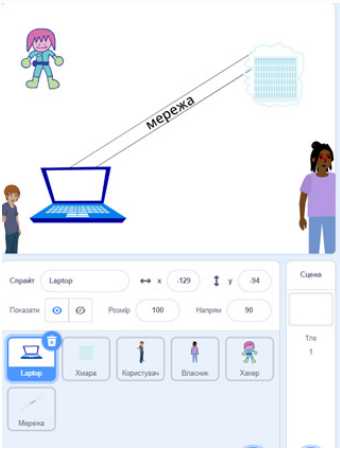 мережа
Спрайт Laptop x -129 y -94
Показати Розмір 100 Напрям 90
Сцена
Тло
1
Laptop Хмара Користувач Власник Хакер
Мережа